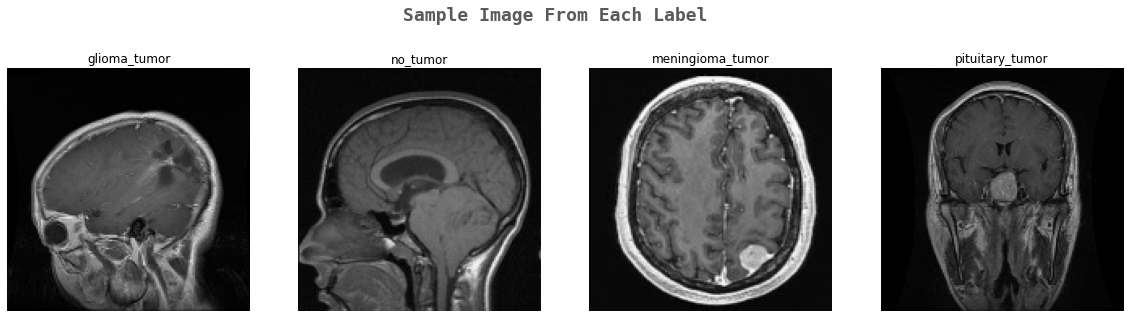 Sample Image From Each Label
glioma_tumor
no_tumor
meningioma_tumor
pituitary_tumor